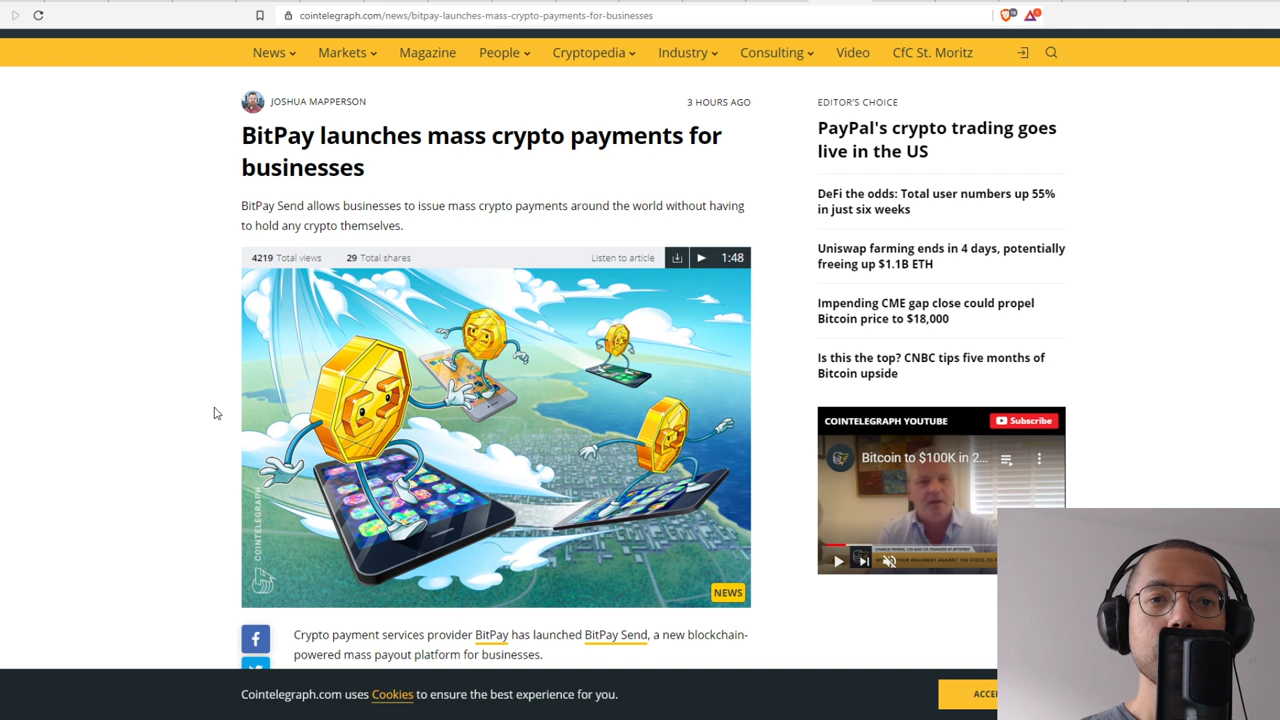 cointelegraph.com/news/bitpay-launches-mass-crypto-payments-for-businesses
News
Markets
Magazine
People
Cryptopedia
Industry
Consulting
Video
CfC St. Moritz
JOSHUA MAPPERSON
3 HOURS AGO
BitPay launches mass crypto payments for
businesses
BitPay Send allows businesses to issue mass crypto payments around the world without having
to hold any crypto themselves.
4219 Total views
29 Total shares
Listen to article
1:48
COINTELEGRAPH
NEWS
Crypto payment services provider BitPay has launched BitPay Send, a new blockchain-
powered mass payout platform for businesses.
EDITOR'S CHOICE
PayPal's crypto trading goes
live in the US
DeFi the odds: Total user numbers up 55%
in just six weeks
Uniswap farming ends in 4 days, potentially
freeing up $1.1B ETH
Impending CME gap close could propel
Bitcoin price to $18,000
Is this the top? CNBC tips five months of
Bitcoin upside
COINTELEGRAPH YOUTUBE
Subscribe
Bitcoin to $100K in 2...
Cointelegraph.com uses Cookies to ensure the best experience for you.
ACCE